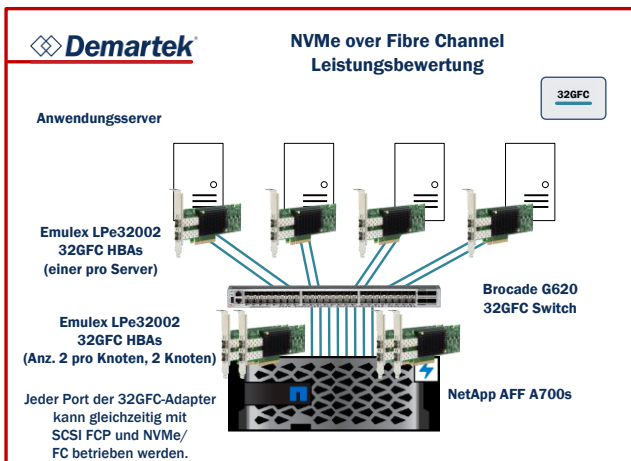 Demartek
NVMe over Fibre Channel
Leistungsbewertung
32GFC
Anwendungsserver
Emulex LPe32002
32GFC HBAs
(einer pro Server)
Brocade G620
32GFC Switch
Emulex LPe32002
32GFC HBAs
(Anz. 2 pro Knoten, 2 Knoten)
NetApp AFF A700s
Jeder Port der 32GFC-Adapter
kann gleichzeitig mit
SCSI FCP und NVMe/
FC betrieben werden.